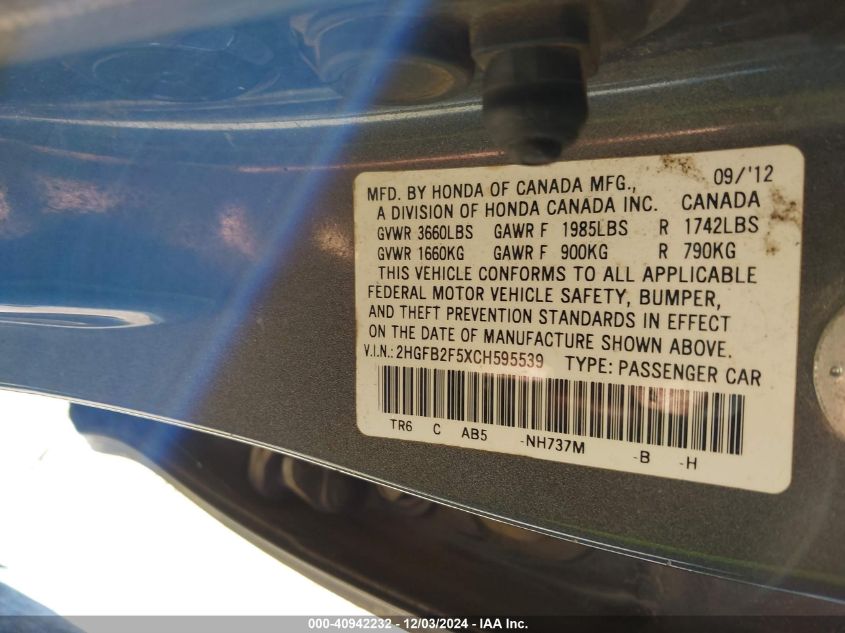 09/'12
MFD. BY HONDA OF CANADA MFG.,
A DIVISION OF HONDA CANADA INC. CANADA
GVWR 3660LBS GAWR F 1985LBS R 1742LBS
GVWR 1660KG GAWR F 900KG R 790KG
THIS VEHICLE CONFORMS TO ALL APPLICABLE
FEDERAL MOTOR VEHICLE SAFETY, BUMPER,
AND THEFT PREVENTION STANDARDS IN EFFECT
ON THE DATE OF MANUFACTURE SHOWN ABOVE.
V.I.N.: 2HGFB2F5XCH595539 TYPE: PASSENGER CAR
TR6 C AB5 -NH737M -B -H
000-40942232 - 12/03/2024 - IAA Inc.